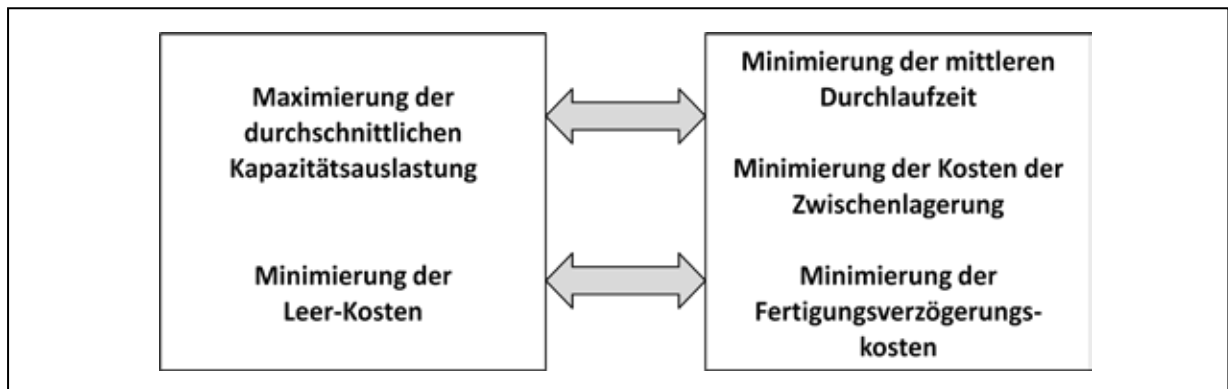 Maximierung der
durchschnittlichen
Kapazitätsauslastung
Minimierung der
Leer-Kosten
Minimierung der mittleren
Durchlaufzeit
Minimierung der Kosten der
Zwischenlagerung
Minimierung der
Fertigungsverzögerungs-
kosten